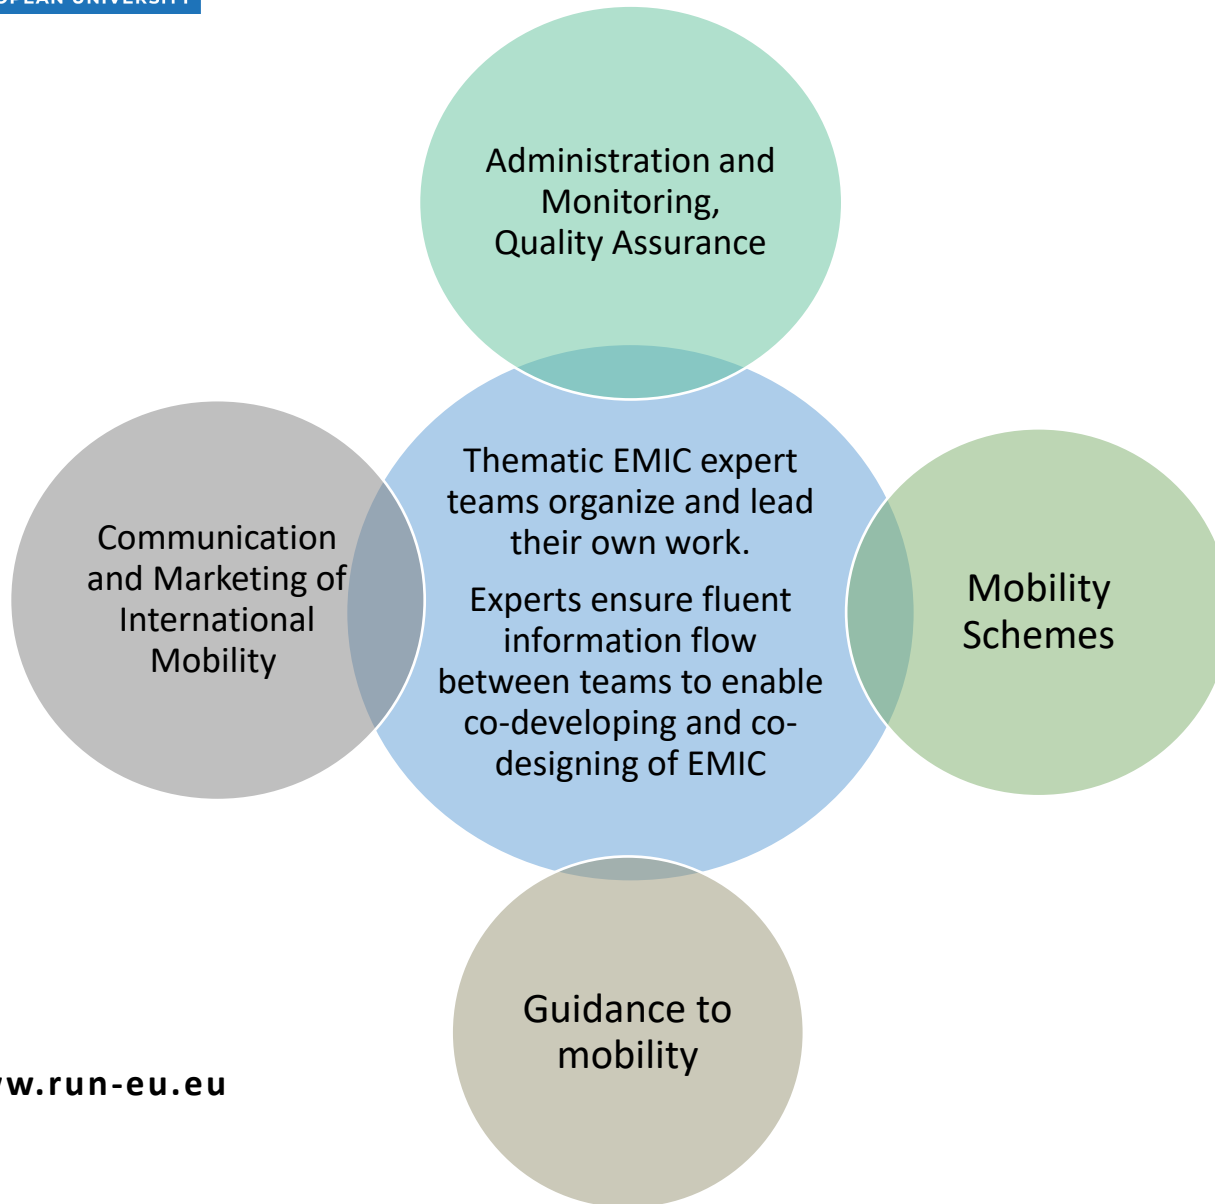 Administration and
Monitoring,
Quality Assurance
Thematic EMIC expert
teams organize and lead
their own work.
Experts ensure fluent
information flow
between teams to enable
co-developing and co-
designing of EMIC
Communication
and Marketing of
International
Mobility
Mobility
Schemes
Guidance to
mobility
w.run-eu.eu